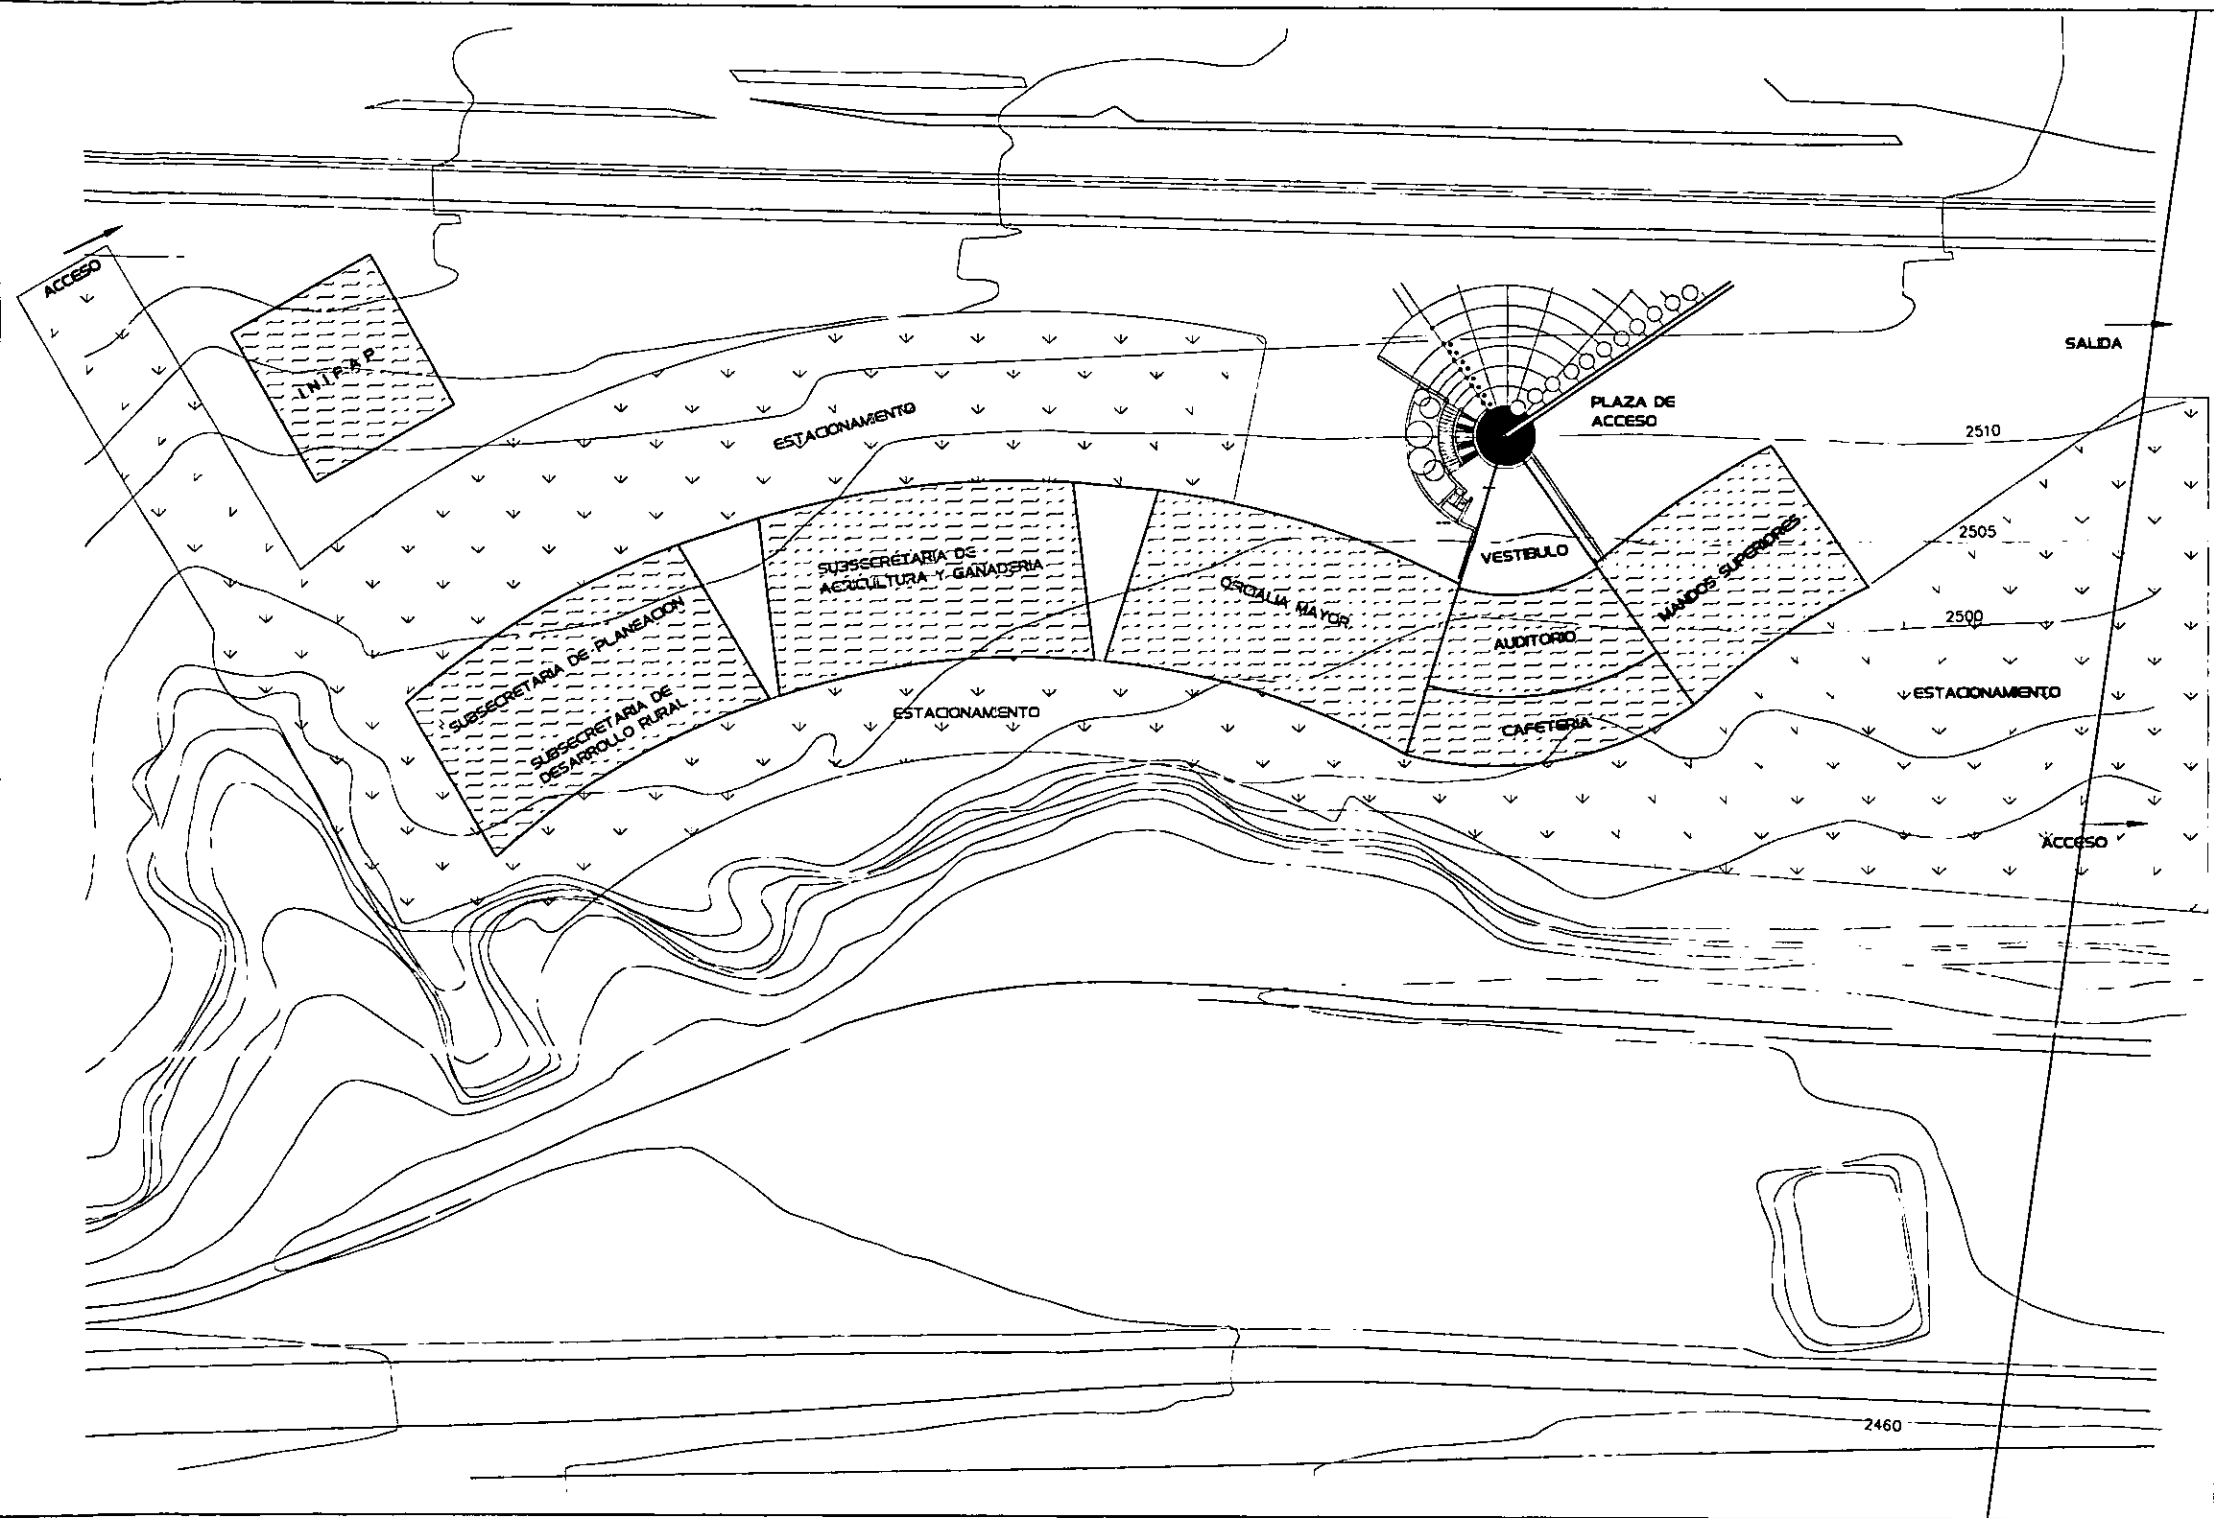 ACCESO
I.N.I.F.A.P
ESTACIONAMIENTO
SALIDA
PLAZA DE
ACCESO
2510
2505
2500
SUBSECRETARIA DE
AGRICULTURA Y GANADERIA
VESTIBULO
MANDOS SUPERIORES
OFICIALIA MAYOR
AUDITORIO
SUBSECRETARIA DE PLANEACION
SUBSECRETARIA DE
DESARROLLO RURAL
ESTACIONAMIENTO
CAFETERIA
ESTACIONAMIENTO
ACCESO
2460